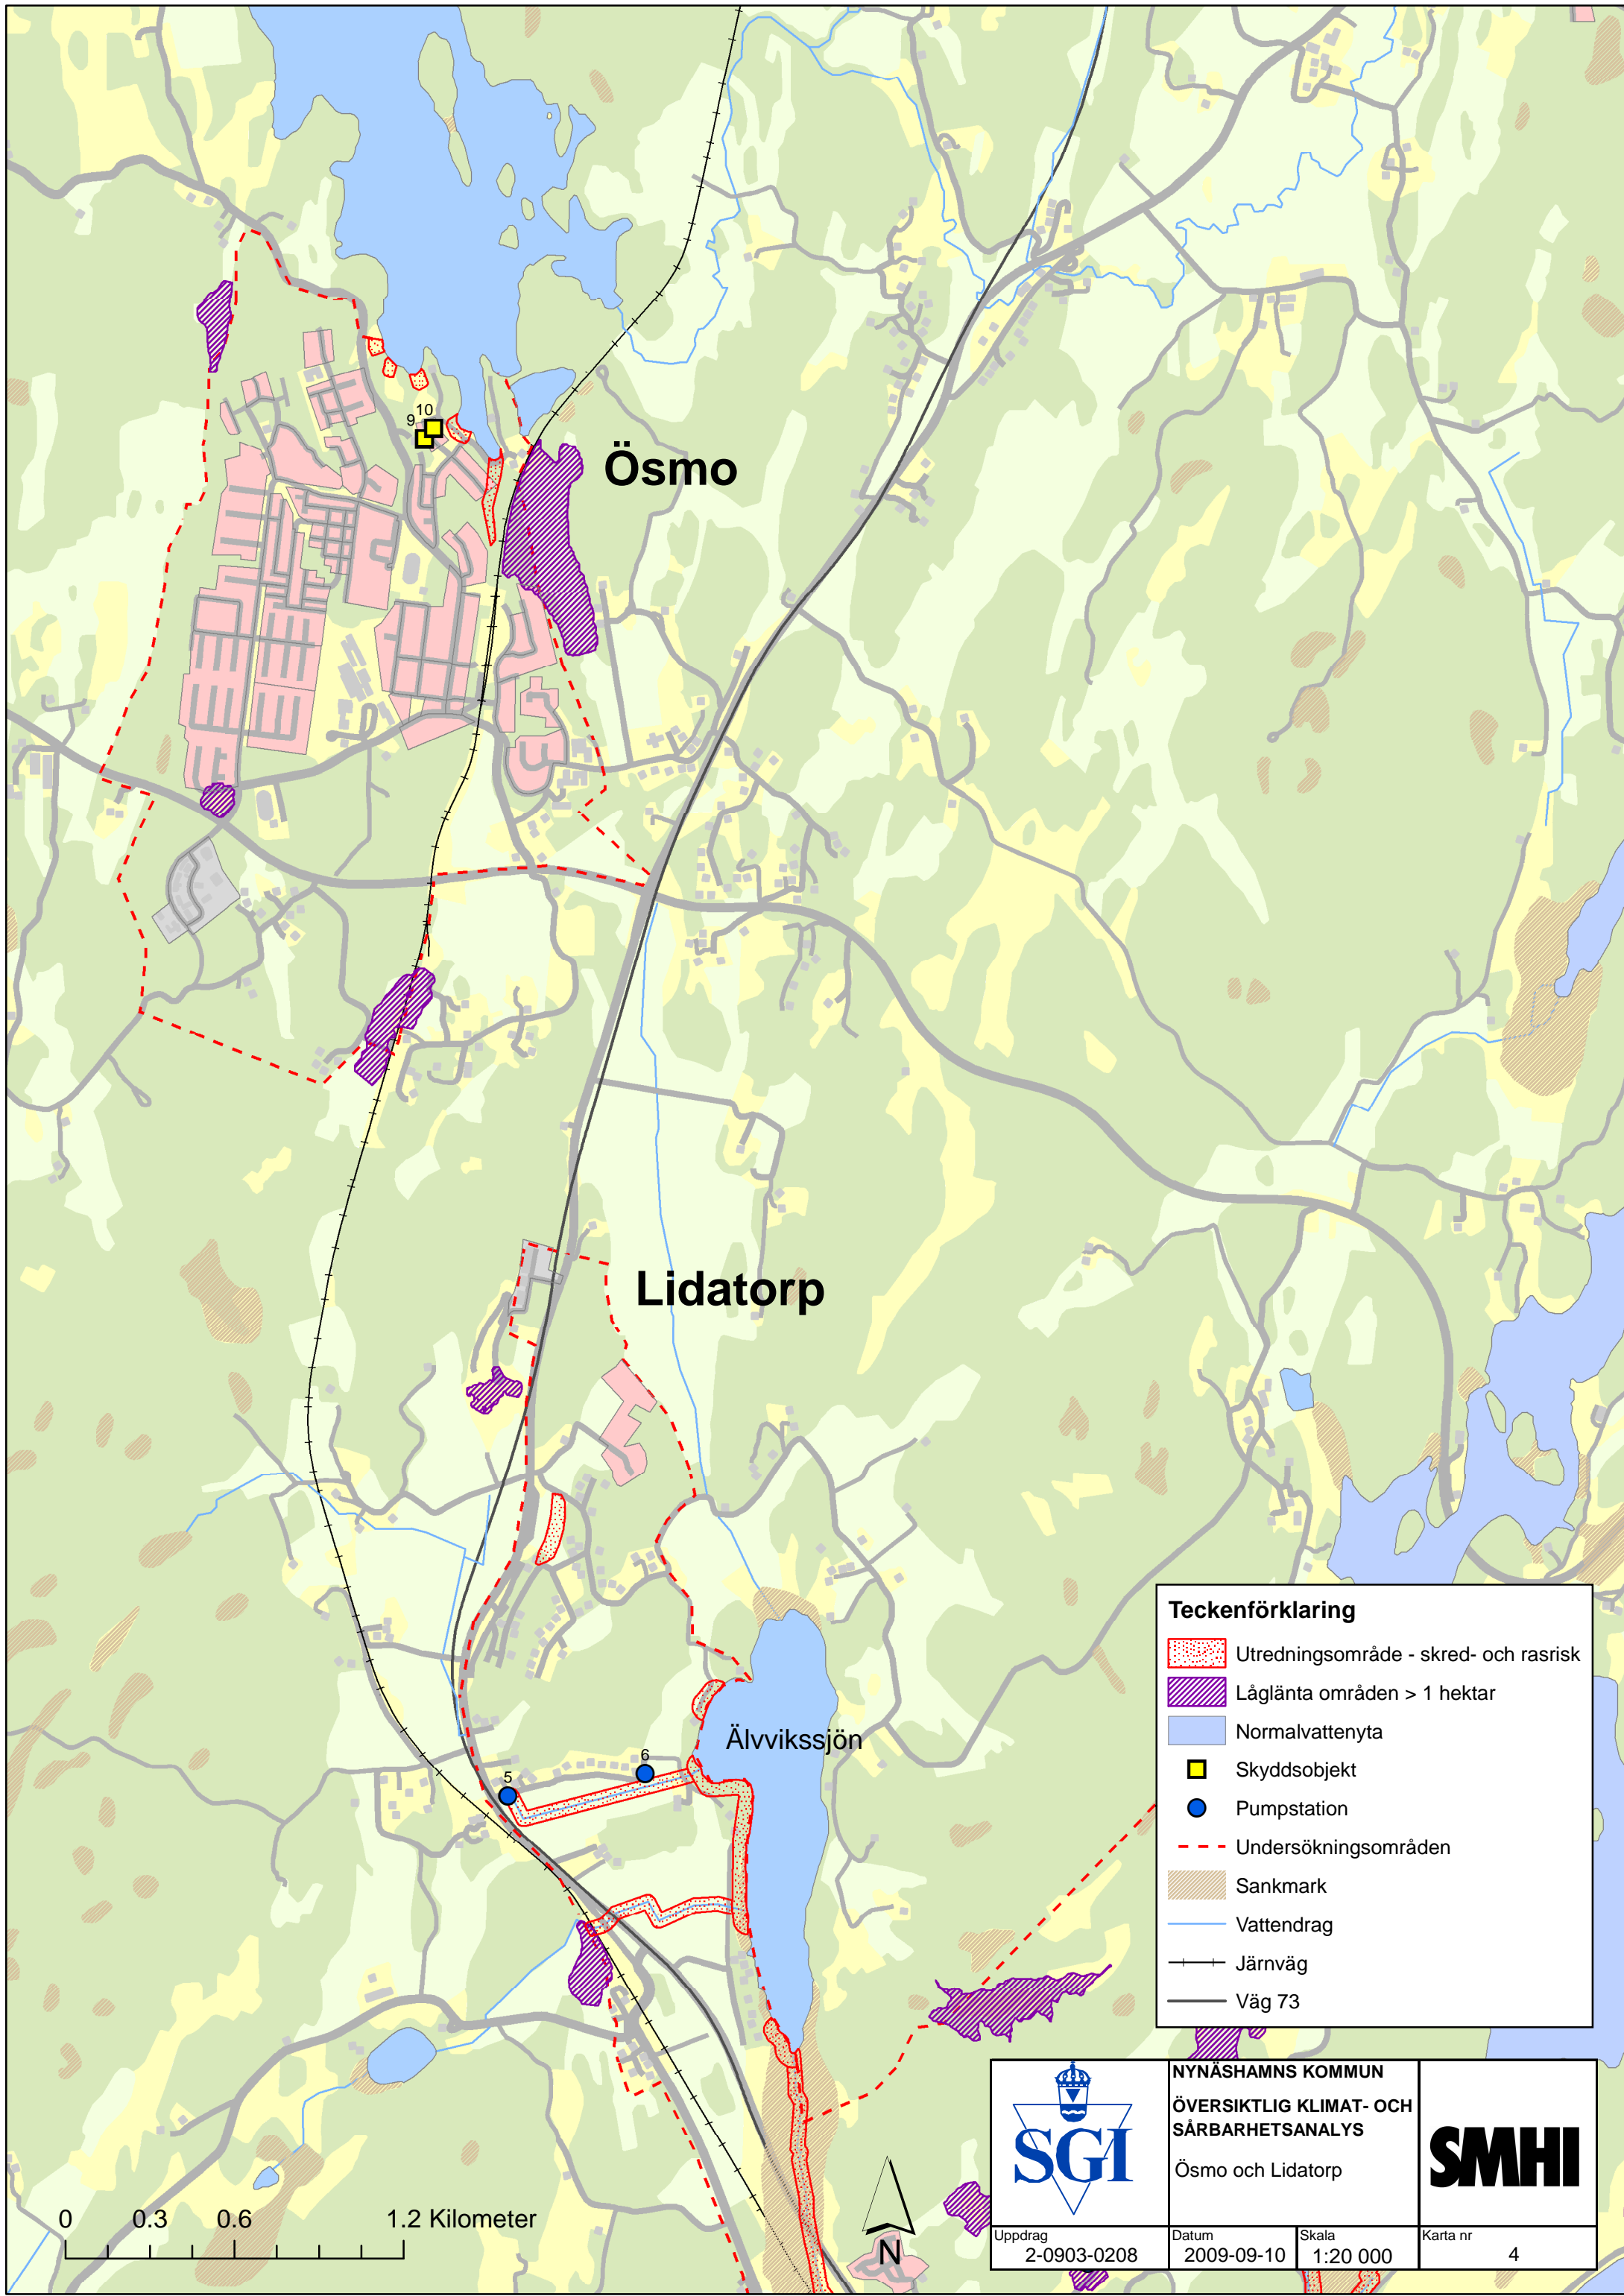 10
9
Ösmo
Lidatorp
Älvvikssjön
6
5
Teckenförklaring
Utredningsområde - skred- och rasrisk
Låglänta områden > 1 hektar
Normalvattenyta
Skyddsobjekt
Pumpstation
Undersökningsområden
Sankmark
Vattendrag
Järnväg
Väg 73
0 0.3 0.6 1.2 Kilometer
N
SGI
NYNÄSHAMNS KOMMUN
ÖVERSIKTLIG KLIMAT- OCH
SÅRBARHETSANALYS
Ösmo och Lidatorp
SMHI
Uppdrag
2-0903-0208
Datum
2009-09-10
Skala
1:20 000
Karta nr
4